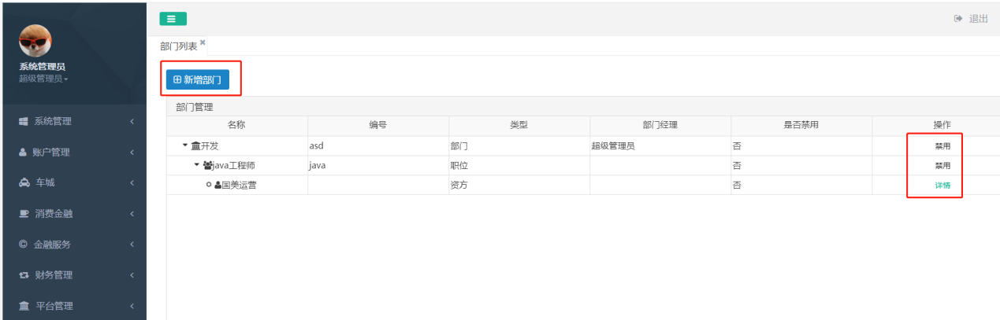 退出
部门列表
系统管理员
超级管理员
新增部门
部门管理
名称 编号 类型 部门经理 是否禁用 操作
开发 asd 部门 超级管理员 否 禁用
java工程师 java 职位 否 禁用
国美运营 资方 否 详情
系统管理
账户管理
车城
消费金融
金融服务
财务管理
平台管理